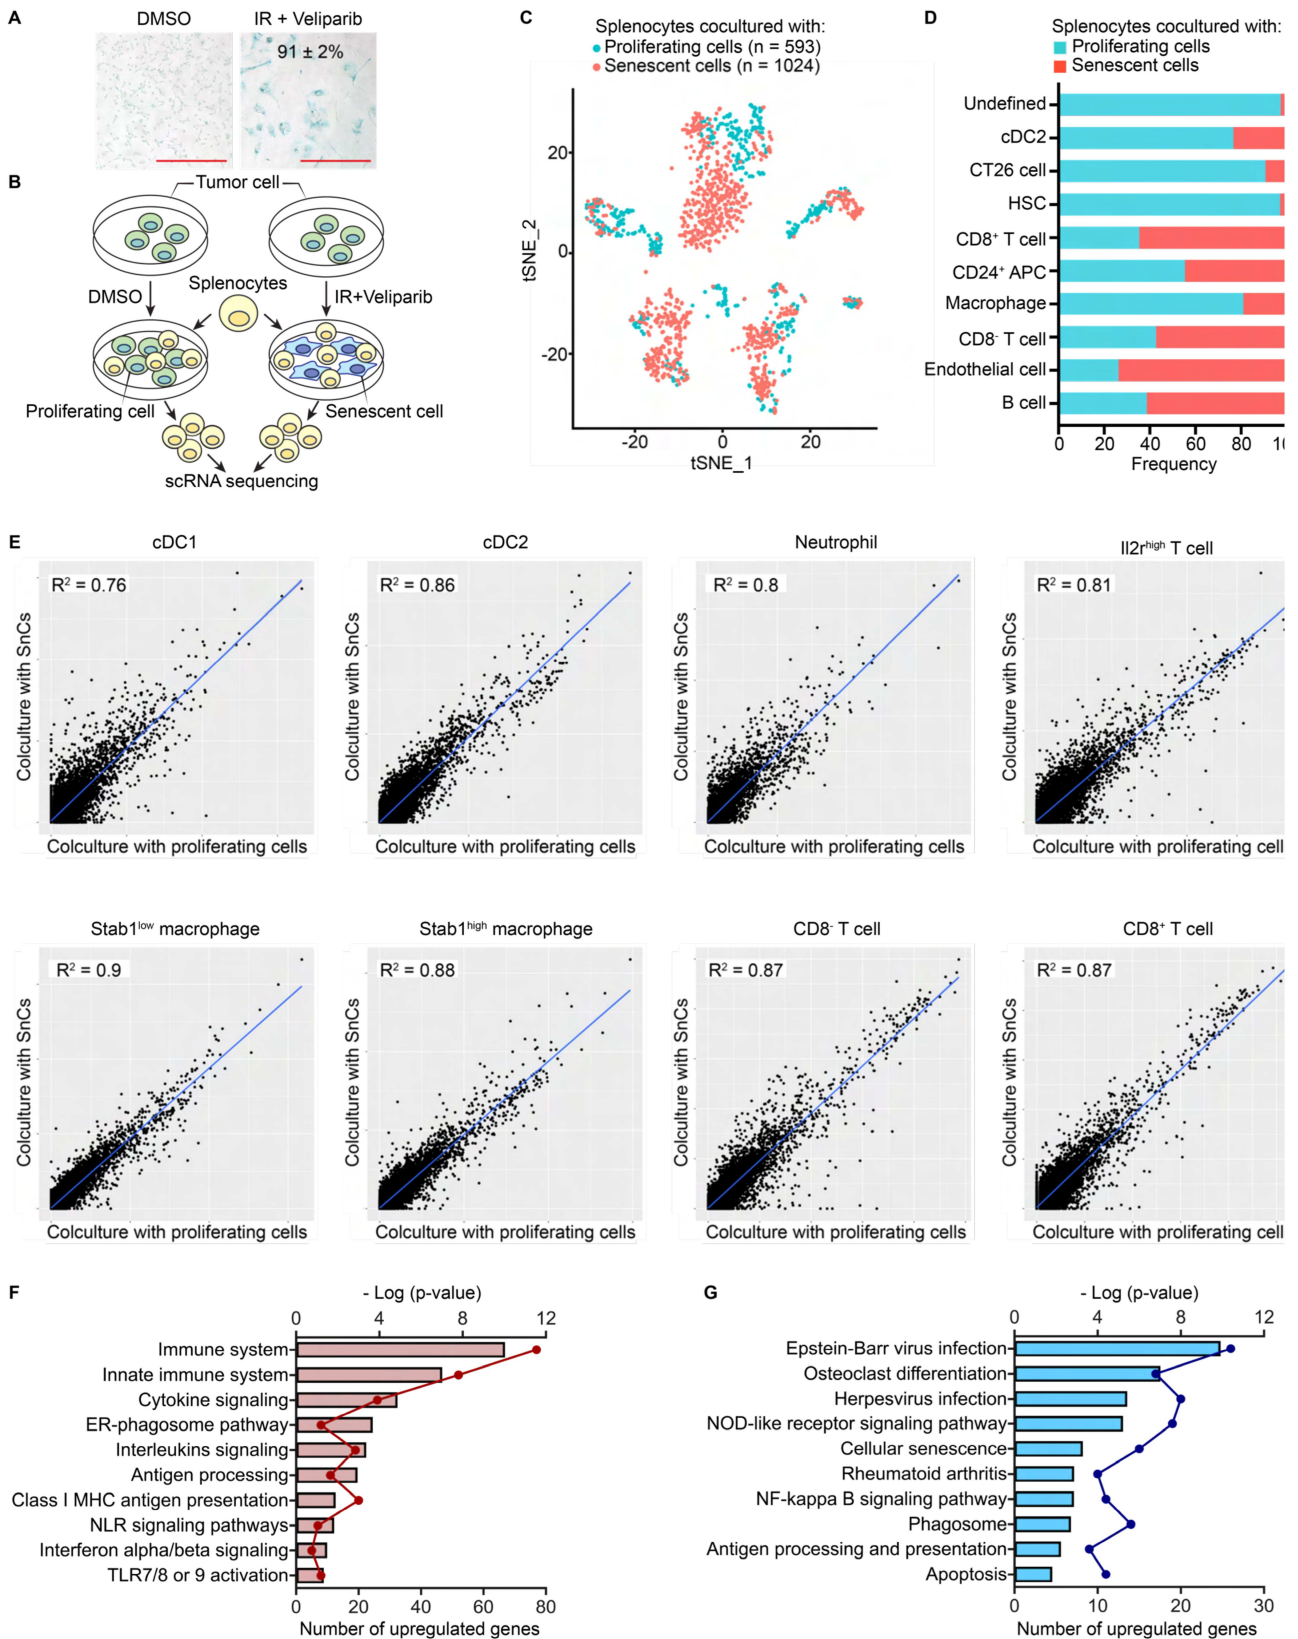 A
DMSO
IR + Veliparib
91 ± 2%
B
Tumor cell
DMSO
Splenocytes
IR+Veliparib
Proliferating cell
Senescent cell
scRNA sequencing
C
Splenocytes cocultured with:
Proliferating cells (n = 593)
Senescent cells (n = 1024)
tSNE_2
20
0
-20
-20
0
20
tSNE_1
D
Splenocytes cocultured with:
Proliferating cells
Senescent cells
Undefined
cDC2
CT26 cell
HSC
CD8⁺ T cell
CD24⁺ APC
Macrophage
CD8⁻ T cell
Endothelial cell
B cell
0 20 40 60 80
Frequency
E
cDC1
R² = 0.76
Colculture with SnCs
Colculture with proliferating cells
cDC2
R² = 0.86
Colculture with SnCs
Colculture with proliferating cells
Neutrophil
R² = 0.8
Colculture with SnCs
Colculture with proliferating cells
Il2rʰⁱᵍʰ T cell
R² = 0.81
Colculture with SnCs
Colculture with proliferating cell
Stab1ˡᵒʷ macrophage
R² = 0.9
Colculture with SnCs
Colculture with proliferating cells
Stab1ʰⁱᵍʰ macrophage
R² = 0.88
Colculture with SnCs
Colculture with proliferating cells
CD8⁻ T cell
R² = 0.87
Colculture with SnCs
Colculture with proliferating cells
CD8⁺ T cell
R² = 0.87
Colculture with SnCs
Colculture with proliferating cell
F
- Log (p-value)
0 4 8 12
Immune system
Innate immune system
Cytokine signaling
ER-phagosome pathway
Interleukins signaling
Antigen processing
Class I MHC antigen presentation
NLR signaling pathways
Interferon alpha/beta signaling
TLR7/8 or 9 activation
0 20 40 60 80
Number of upregulated genes
G
- Log (p-value)
0 4 8 12
Epstein-Barr virus infection
Osteoclast differentiation
Herpesvirus infection
NOD-like receptor signaling pathway
Cellular senescence
Rheumatoid arthritis
NF-kappa B signaling pathway
Phagosome
Antigen processing and presentation
Apoptosis
0 10 20 30
Number of upregulated genes